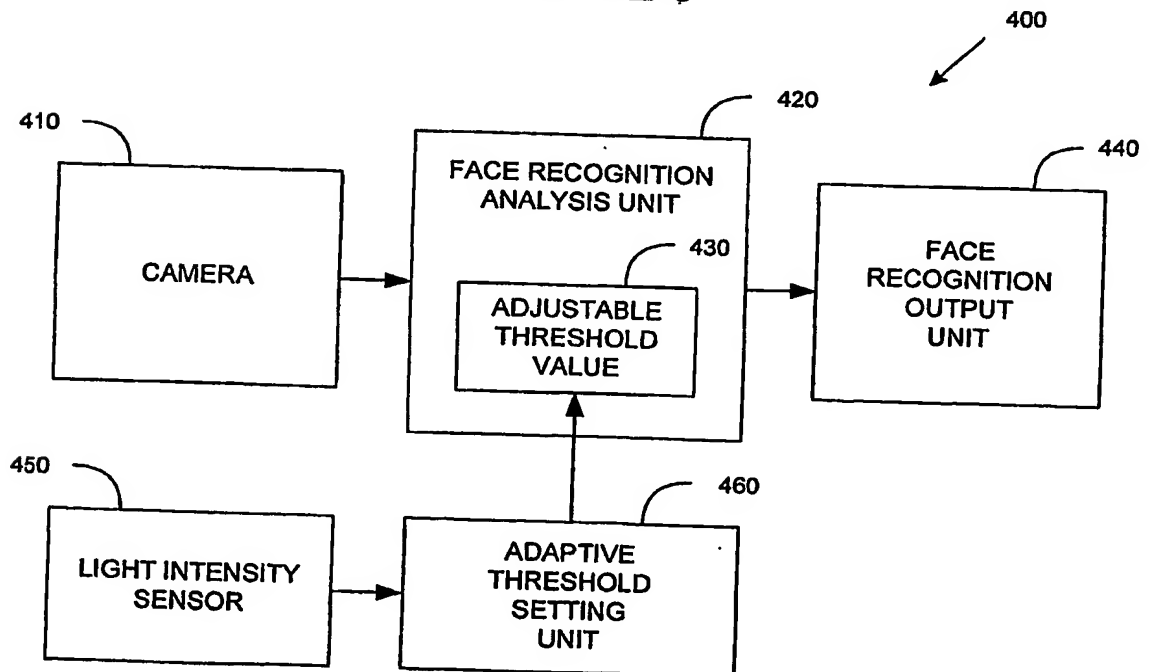 400
410
420
440
FACE RECOGNITION
ANALYSIS UNIT
430
CAMERA
ADJUSTABLE
THRESHOLD
VALUE
FACE
RECOGNITION
OUTPUT
UNIT
450
460
LIGHT INTENSITY
SENSOR
ADAPTIVE
THRESHOLD
SETTING
UNIT